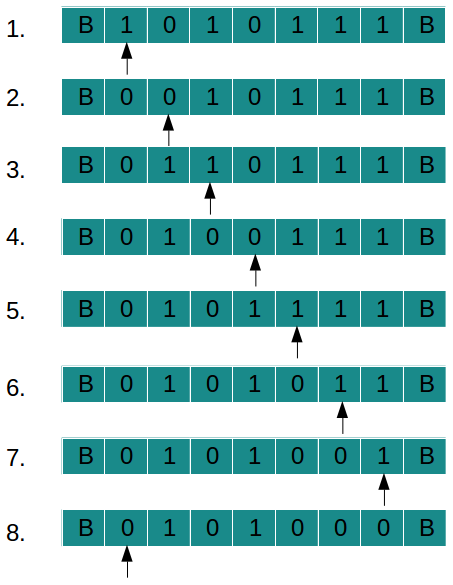 1. B 1 0 1 0 1 1 1 B
2. B 0 0 1 0 1 1 1 B
3. B 0 1 1 0 1 1 1 B
4. B 0 1 0 0 1 1 1 B
5. B 0 1 0 1 1 1 1 B
6. B 0 1 0 1 0 1 1 B
7. B 0 1 0 1 0 0 1 B
8. B 0 1 0 1 0 0 0 B